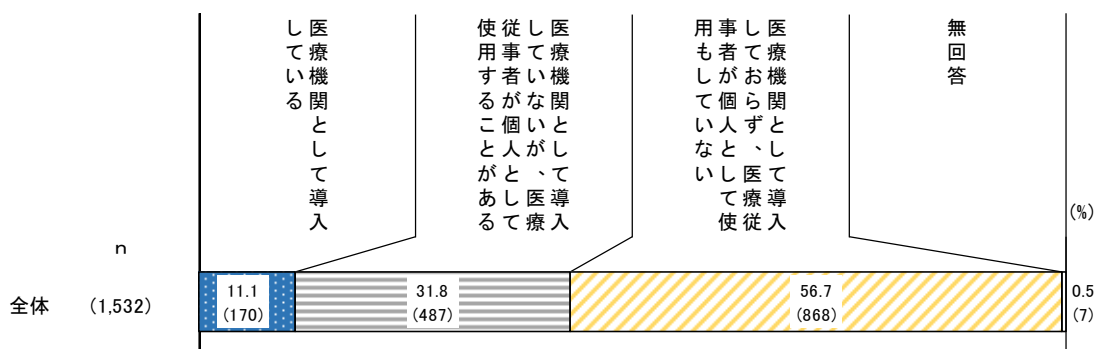 医療機関として導入
している
医療機関として導入
していないが、医療
従事者が個人として
使用することがある
医療機関として導入
しておらず、医療従
事者が個人として使
用もしていない
無回答
(%)
n
全体 (1,532)
11.1
(170)
31.8
(487)
56.7
(868)
0.5
(7)